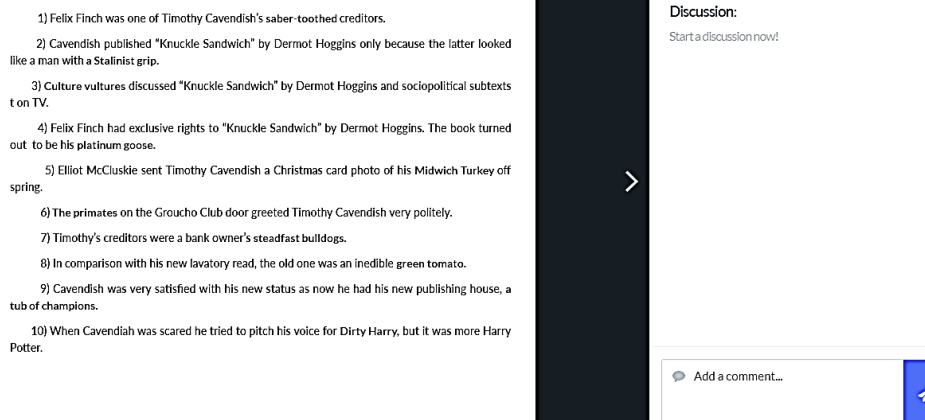 1) Felix Finch was one of Timothy Cavendish's saber-toothed creditors.
2) Cavendish published “Knuckle Sandwich” by Dermot Hoggins only because the latter looked
like a man with a Stalinist grip.
3) Culture vultures discussed “Knuckle Sandwich” by Dermot Hoggins and sociopolitical subtexts
t on TV.
4) Felix Finch had exclusive rights to “Knuckle Sandwich” by Dermot Hoggins. The book turned
out to be his platinum goose.
5) Elliot McCluskie sent Timothy Cavendish a Christmas card photo of his Midwich Turkey off
spring.
6) The primates on the Groucho Club door greeted Timothy Cavendish very politely.
7) Timothy's creditors were a bank owner's steadfast bulldogs.
8) In comparison with his new lavatory read, the old one was an inedible green tomato.
9) Cavendish was very satisfied with his new status as now he had his new publishing house, a
tub of champions.
10) When Cavendiah was scared he tried to pitch his voice for Dirty Harry, but it was more Harry
Potter.
Discussion:
Start a discussion now!
Add a comment...